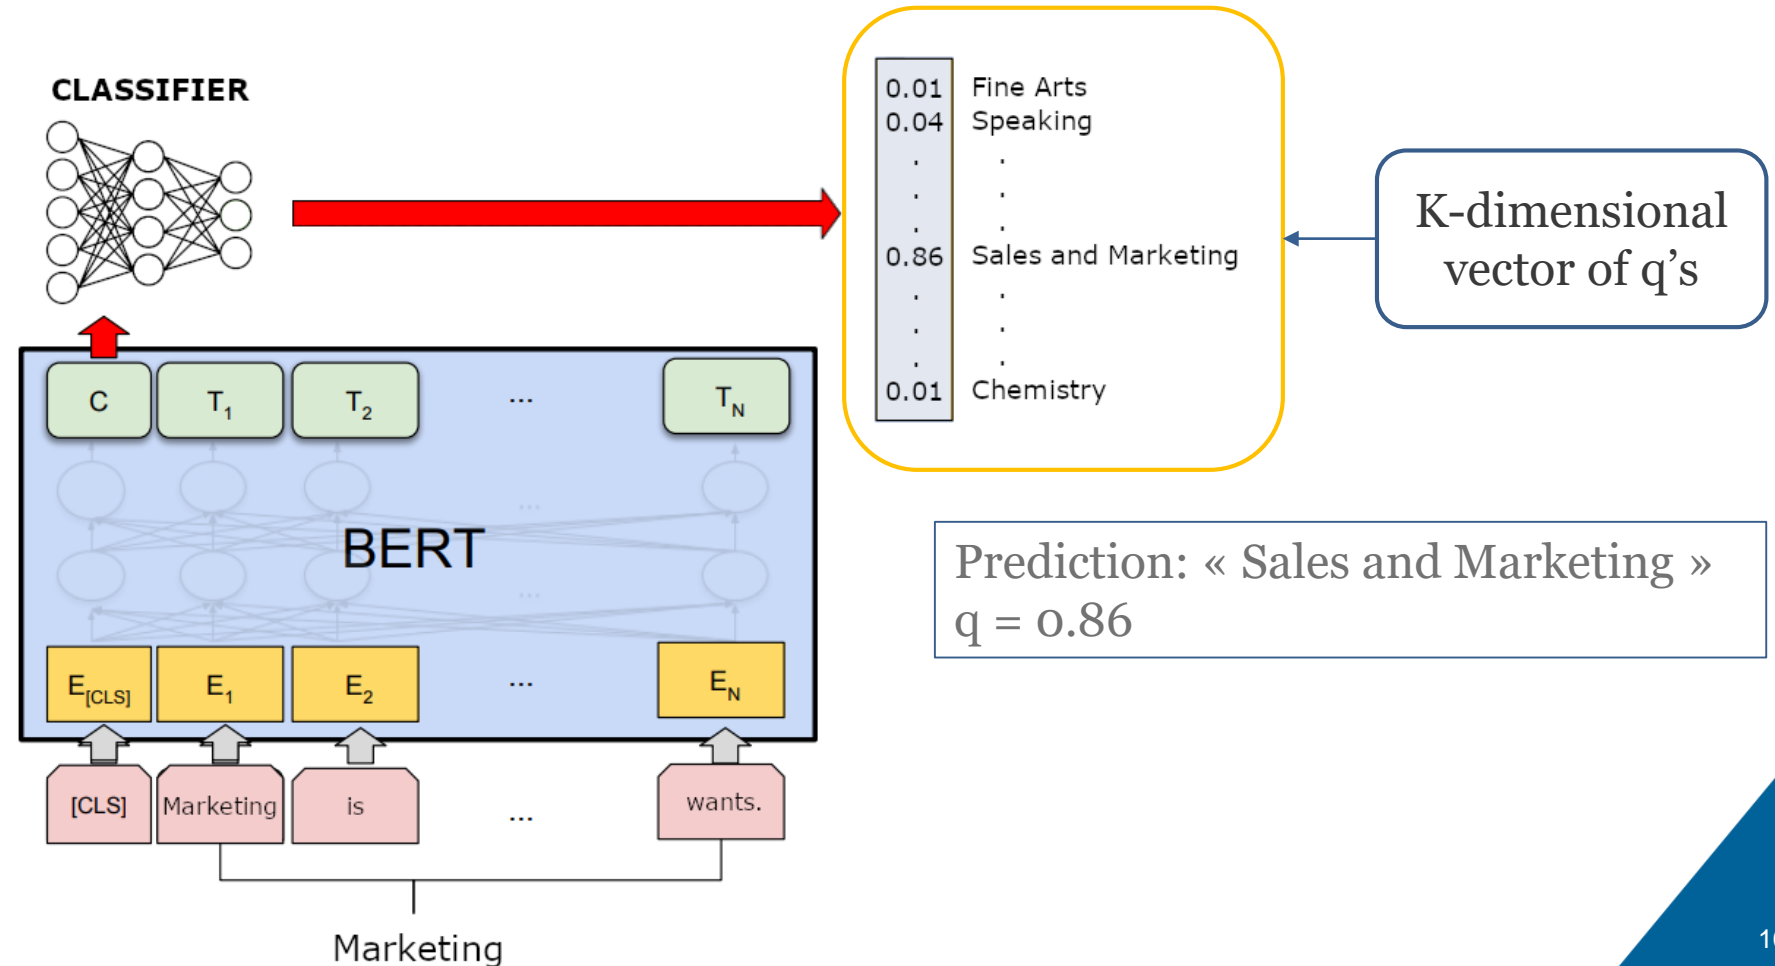 CLASSIFIER
0.01 Fine Arts
0.04 Speaking
. .
. .
. .
0.86 Sales and Marketing
. .
. .
. .
0.01 Chemistry
K-dimensional
vector of q’s
C T1 T2 ... TN
...
BERT
...
E[CLS] E1 E2 ... EN
[CLS] Marketing is ... wants.
Marketing
Prediction: « Sales and Marketing »
q = 0.86